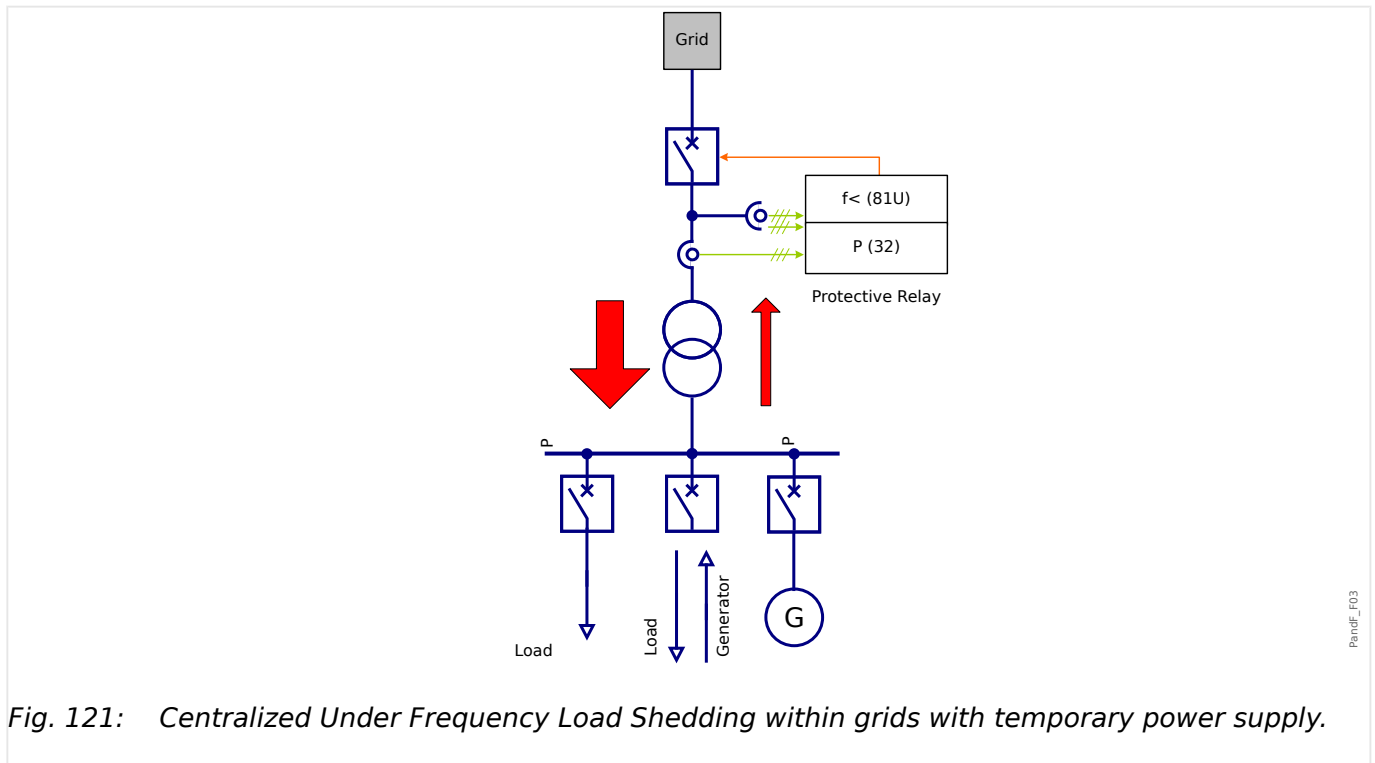 Grid
f< (81U)
P (32)
Protective Relay
P
P
Load
Load
Generator
G
PandF_F03
Fig. 121: Centralized Under Frequency Load Shedding within grids with temporary power supply.